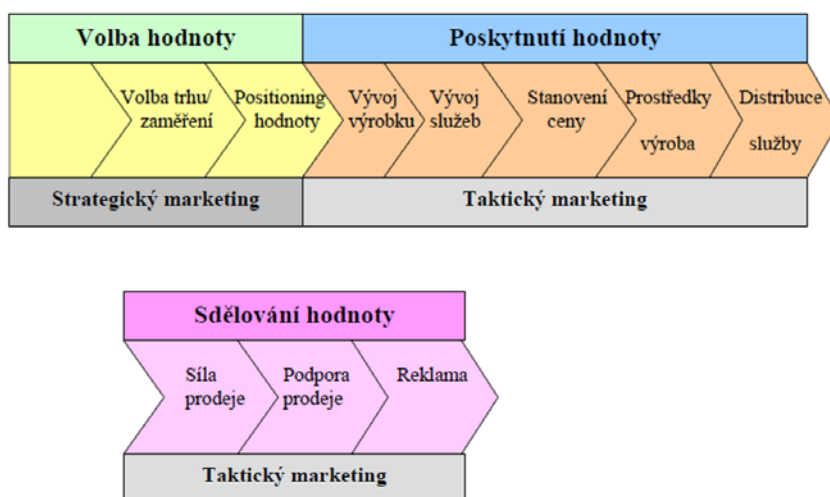 Volba hodnoty
Poskytnutí hodnoty
Volba trhu/
zaměření
Positioning
hodnoty
Vývoj
výrobku
Vývoj
služeb
Stanovení
ceny
Prostředky
výroba
Distribuce
služby
Strategický marketing
Taktický marketing
Sdělování hodnoty
Síla
prodeje
Podpora
prodeje
Reklama
Taktický marketing